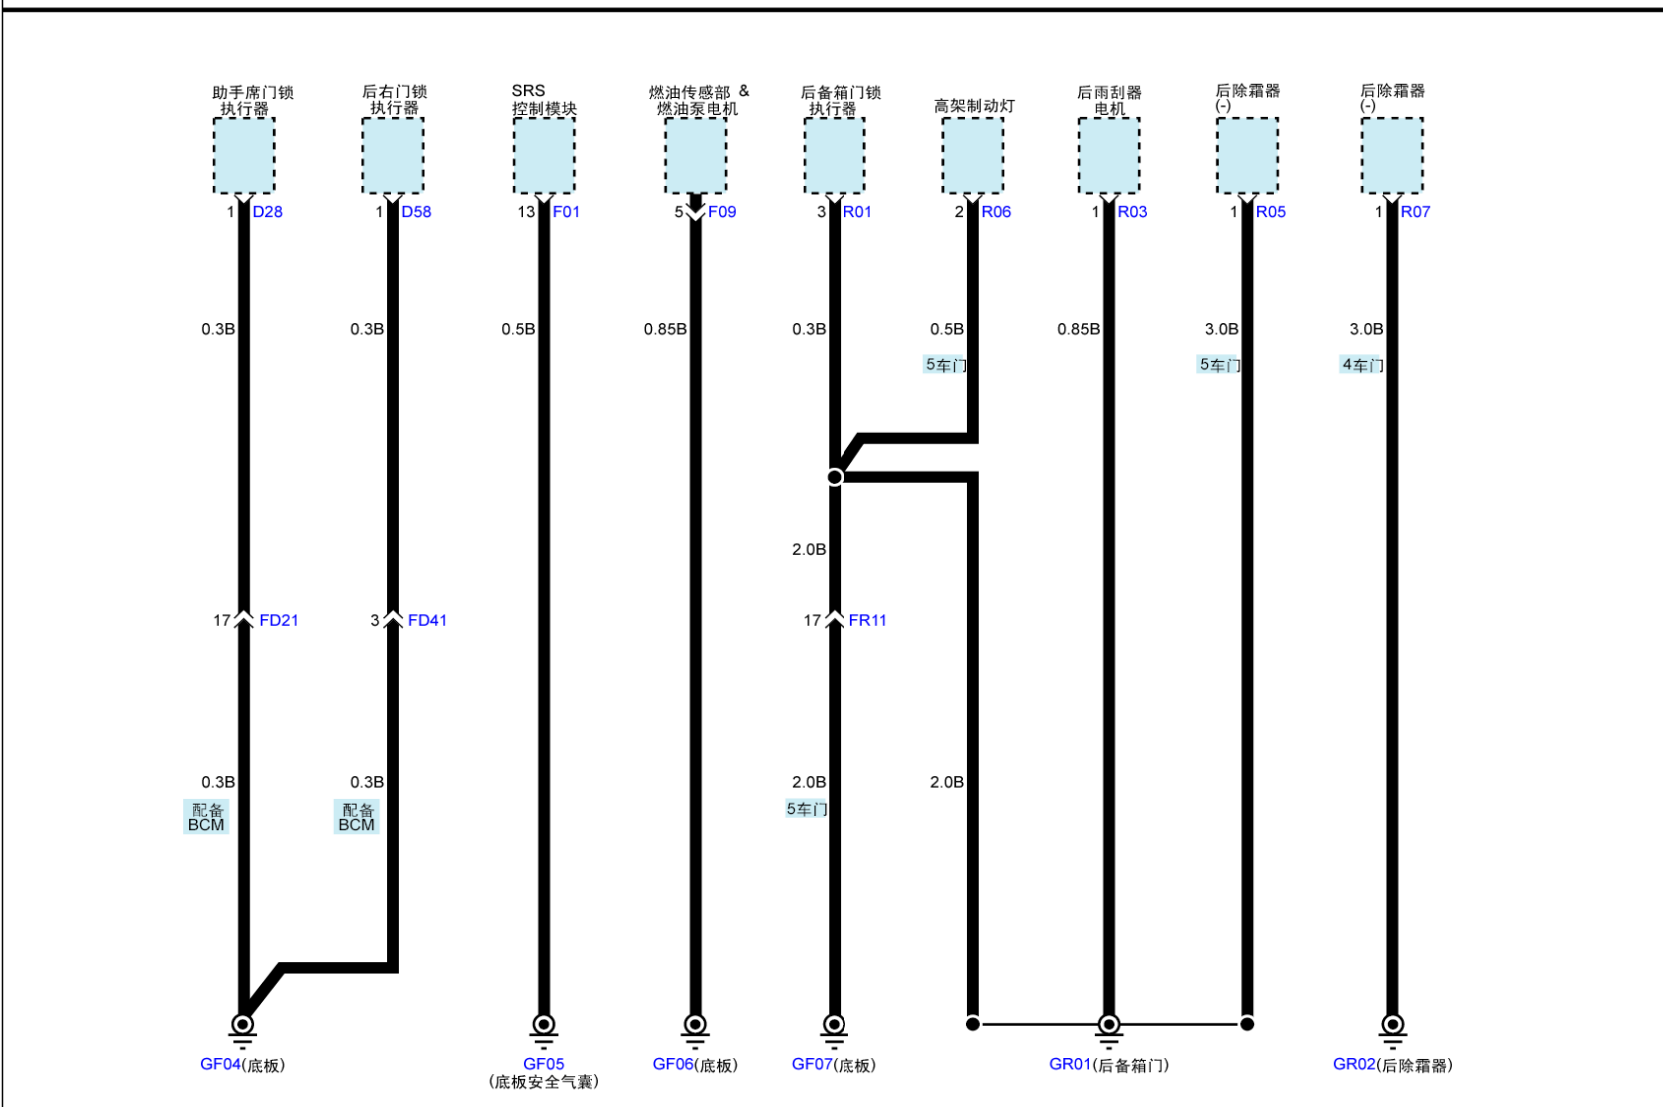 助手席门锁
执行器
后右门锁
执行器
SRS
控制模块
燃油传感部 &
燃油泵电机
后备箱门锁
执行器
高架制动灯
后雨刮器
电机
后除霜器
(-)
后除霜器
(-)
1 D28
1 D58
13 F01
5 F09
3 R01
2 R06
1 R03
1 R05
1 R07
0.3B
0.3B
0.5B
0.85B
0.3B
0.5B
0.85B
3.0B
3.0B
5车门
5车门
4车门
2.0B
17 FD21
3 FD41
17 FR11
0.3B
0.3B
2.0B
2.0B
配备
BCM
配备
BCM
5车门
GF04(底板)
GF05
(底板安全气囊)
GF06(底板)
GF07(底板)
GR01(后备箱门)
GR02(后除霜器)